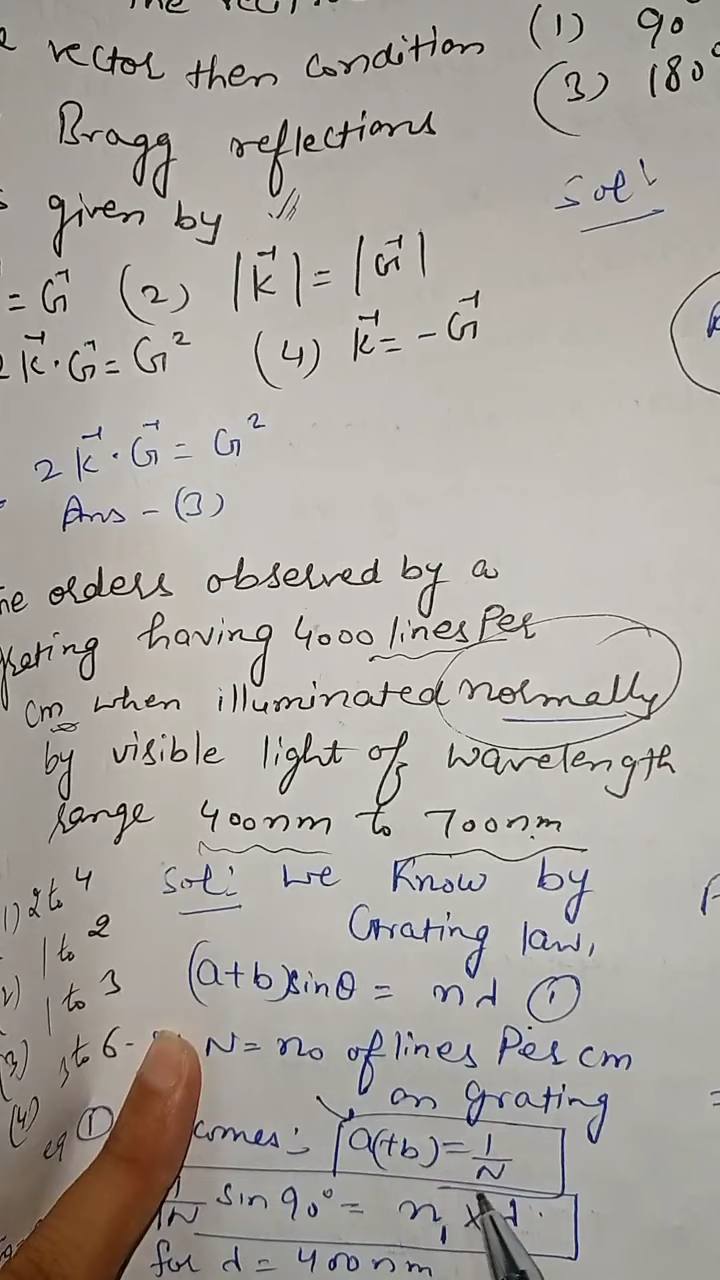 vector then condition (1) 90°
(3) 180°
Bragg reflections
given by
Sol:
= G⃗ (2) |K⃗| = |G⃗|
2K⃗·G⃗ = G² (4) K⃗ = -G⃗
2K⃗·G⃗ = G²
Ans - (3)
orders observed by a
grating having 4000 lines Per
cm when illuminated normally
by visible light of wavelength
range 400nm to 700nm
1) 2 to 4
1 to 2
1 to 3
(3) 3 to 6
(4)
Sol: we Know by
Grating law,
(a+b) sinθ = nd ①
N = no of lines Per cm
on grating
eq ① comes: a(+b) = 1/N
1/N sin 90° = n₁ x d
for d = 400nm